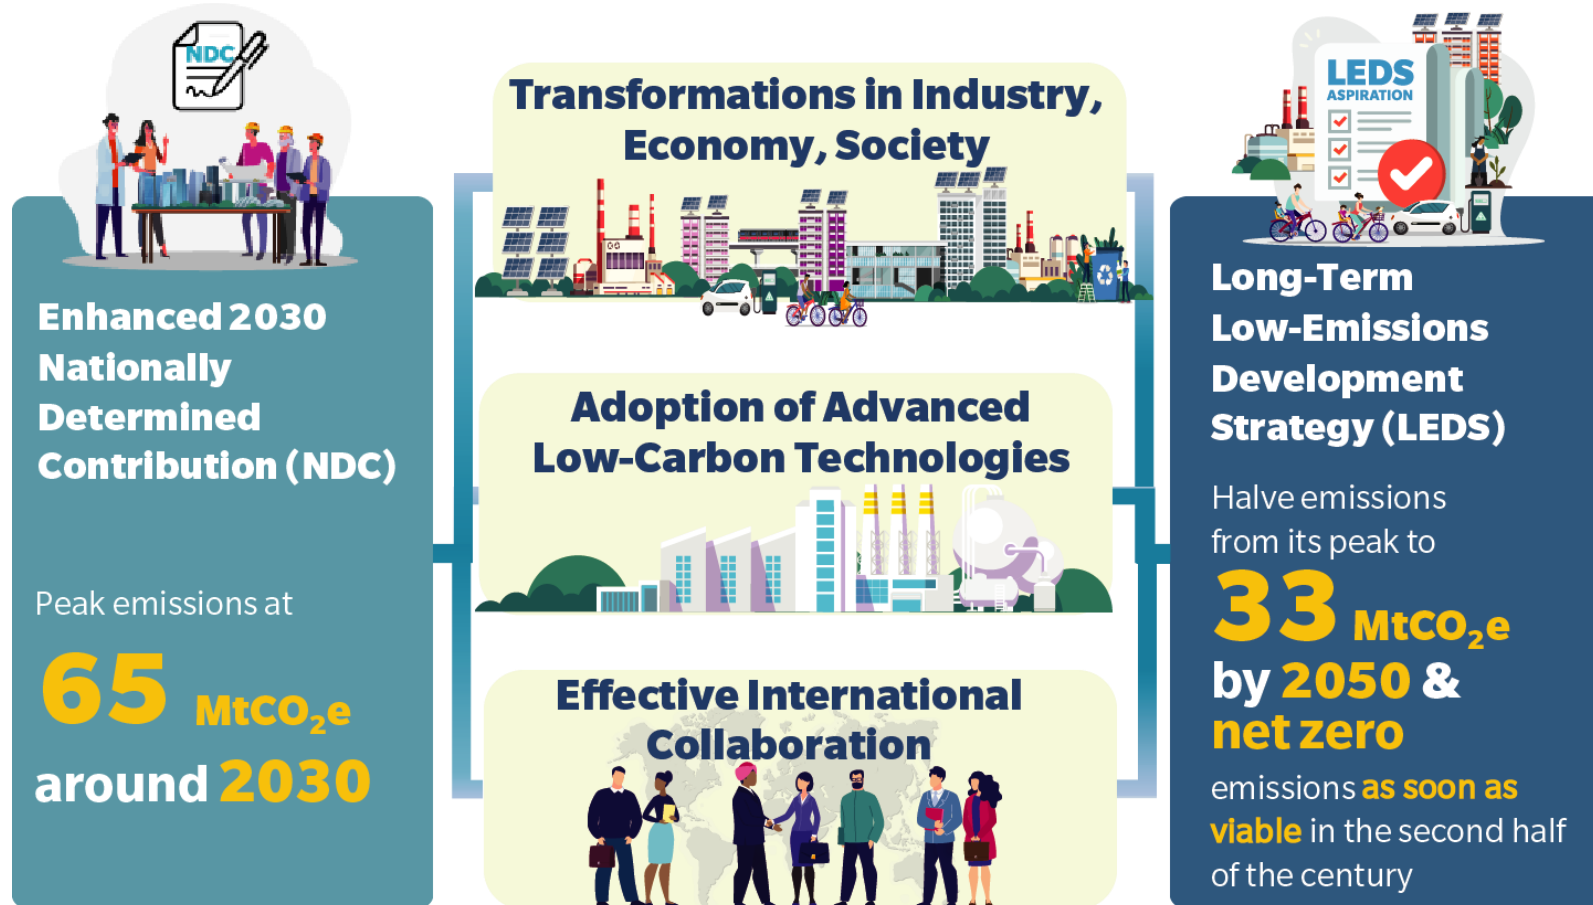 NDC
Enhanced 2030
Nationally
Determined
Contribution (NDC)
Peak emissions at
65 MtCO₂e
around 2030
Transformations in Industry,
Economy, Society
Adoption of Advanced
Low-Carbon Technologies
Effective International
Collaboration
LEDS
ASPIRATION
Long-Term
Low-Emissions
Development
Strategy (LEDS)
Halve emissions
from its peak to
33 MtCO₂e
by 2050 &
net zero
emissions as soon as
viable in the second half
of the century